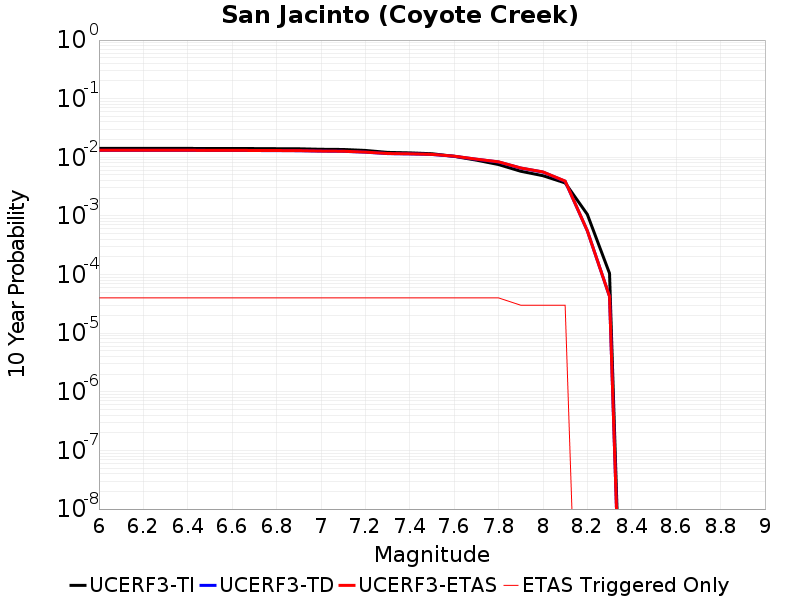 San Jacinto (Coyote Creek)
10 Year Probability
10^0
10^-1
10^-2
10^-3
10^-4
10^-5
10^-6
10^-7
10^-8
6 6.2 6.4 6.6 6.8 7 7.2 7.4 7.6 7.8 8 8.2 8.4 8.6 8.8 9
Magnitude
UCERF3-TI UCERF3-TD UCERF3-ETAS ETAS Triggered Only